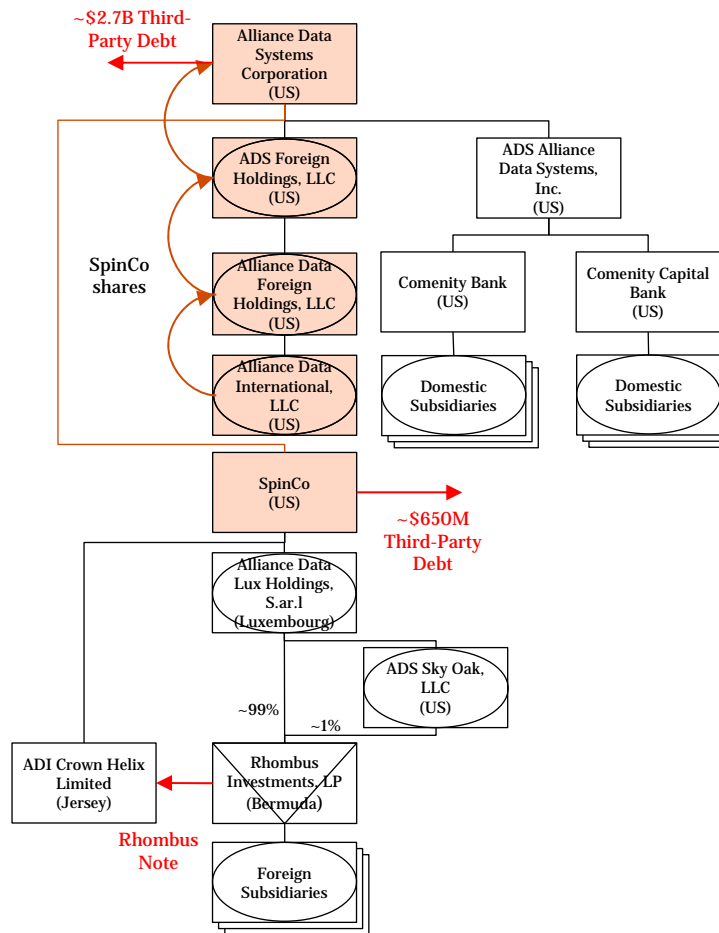 ~$2.7B Third-
Party Debt
Alliance Data
Systems
Corporation
(US)
ADS Foreign
Holdings, LLC
(US)
ADS Alliance
Data Systems,
Inc.
(US)
SpinCo
shares
Alliance Data
Foreign
Holdings, LLC
(US)
Comenity Bank
(US)
Comenity Capital
Bank
(US)
Alliance Data
International,
LLC
(US)
Domestic
Subsidiaries
Domestic
Subsidiaries
SpinCo
(US)
~$650M
Third-Party
Debt
Alliance Data
Lux Holdings,
S.ar.l
(Luxembourg)
ADS Sky Oak,
LLC
(US)
~99%
~1%
ADI Crown Helix
Limited
(Jersey)
Rhombus
Investments, LP
(Bermuda)
Rhombus
Note
Foreign
Subsidiaries